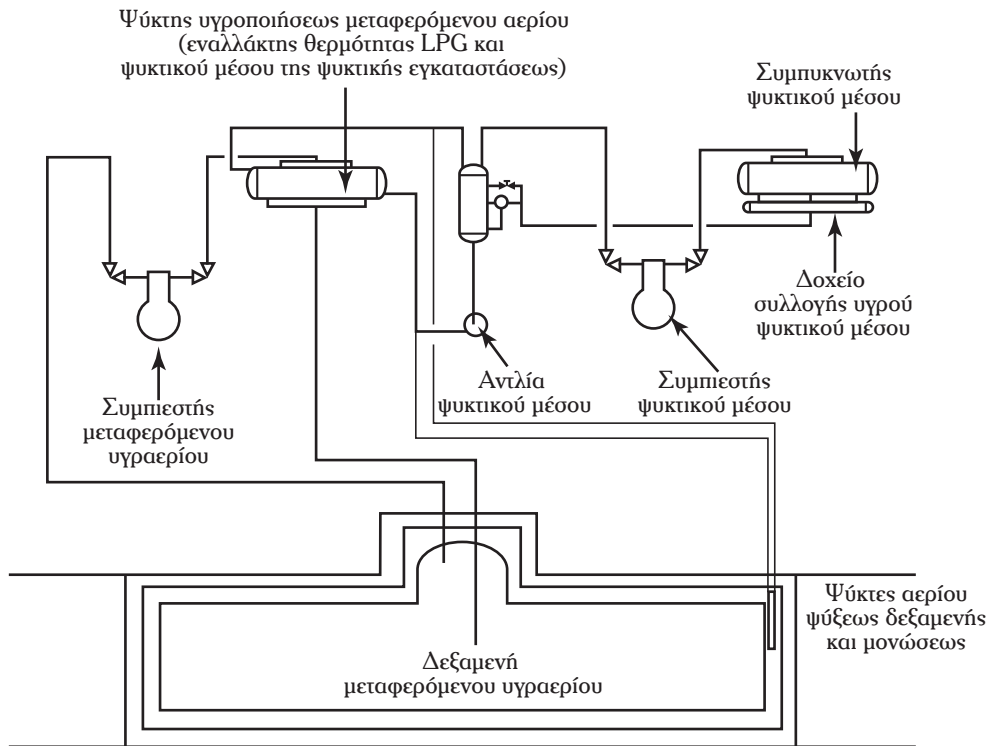 Ψύκτης υγροποιήσεως μεταφερόμενου αερίου
(εναλλάκτης θερμότητας LPG και
ψυκτικού μέσου της ψυκτικής εγκαταστάσεως)
Συμπυκνωτής
ψυκτικού μέσου
Δοχείο
συλλογής υγρού
ψυκτικού μέσου
Αντλία
ψυκτικού μέσου
Συμπιεστής
ψυκτικού μέσου
Συμπιεστής
μεταφερόμενου
υγραερίου
Ψύκτες αερίου
ψύξεως δεξαμενής
και μονώσεως
Δεξαμενή
μεταφερόμενου υγραερίου